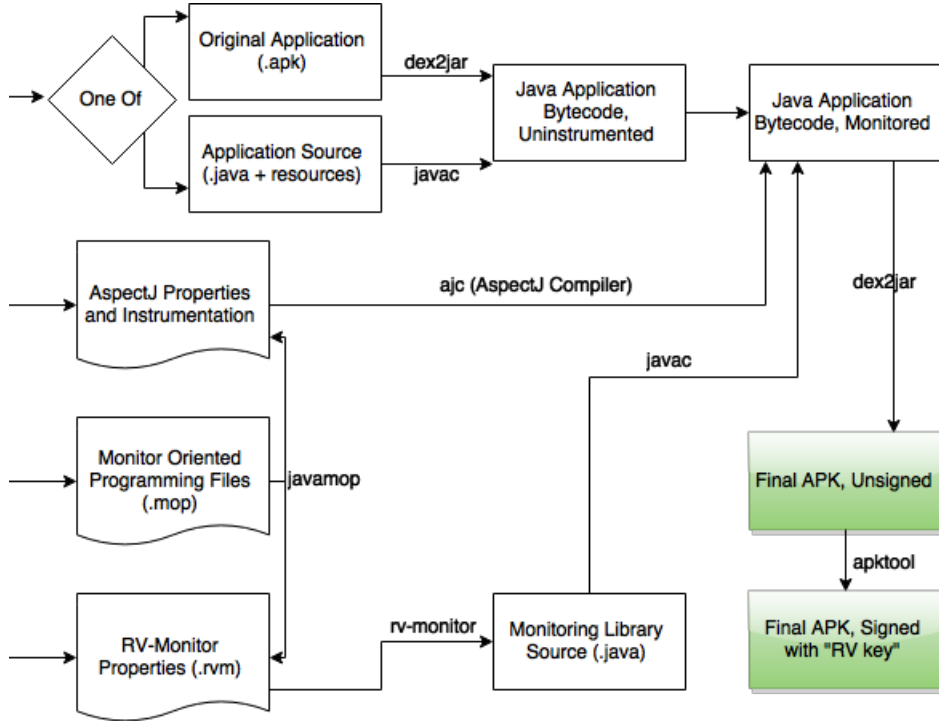 One Of
Original Application
(.apk)
dex2jar
Application Source
(.java + resources)
javac
Java Application
Bytecode,
Uninstrumented
Java Application
Bytecode, Monitored
AspectJ Properties
and Instrumentation
ajc (AspectJ Compiler)
dex2jar
javac
Monitor Oriented
Programming Files
(.mop)
javamop
Final APK, Unsigned
apktool
RV-Monitor
Properties (.rvm)
rv-monitor
Monitoring Library
Source (.java)
Final APK, Signed
with "RV key"